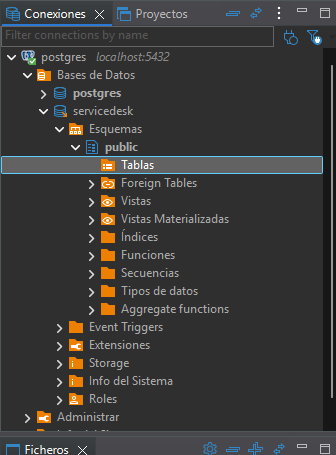 Conexiones Proyectos
Filter connections by name
postgres localhost:5432
Bases de Datos
postgres
servicedesk
Esquemas
public
Tablas
Foreign Tables
Vistas
Vistas Materializadas
Índices
Funciones
Secuencias
Tipos de datos
Aggregate functions
Event Triggers
Extensiones
Storage
Info del Sistema
Roles
Administrar
Ficheros